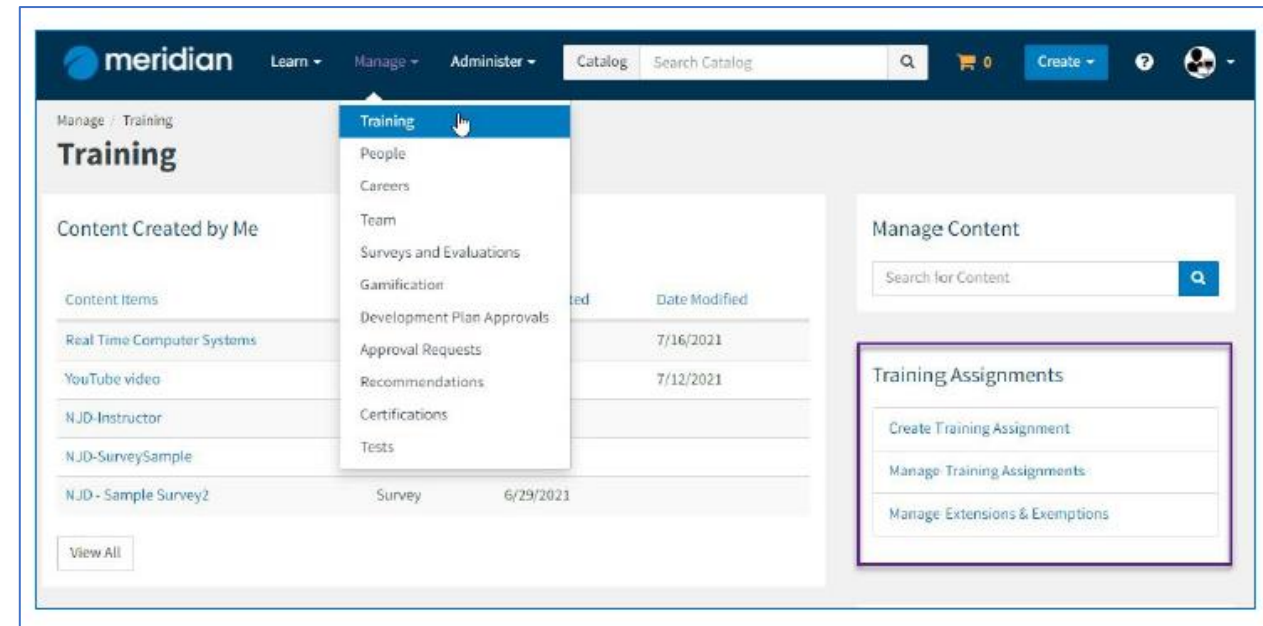 meridian Learn Manage Administer Catalog Search Catalog 0 Create ?
Manage / Training
Training
Training
People
Careers
Team
Surveys and Evaluations
Gamification
Development Plan Approvals
Approval Requests
Recommendations
Certifications
Tests
Content Created by Me
Content Items ted Date Modified
Real Time Computer Systems 7/16/2021
YouTube video 7/12/2021
NJD-Instructor
NJD-SurveySample
NJD - Sample Survey2 Survey 6/29/2021
View All
Manage Content
Search for Content
Training Assignments
Create Training Assignment
Manage Training Assignments
Manage Extensions & Exemptions